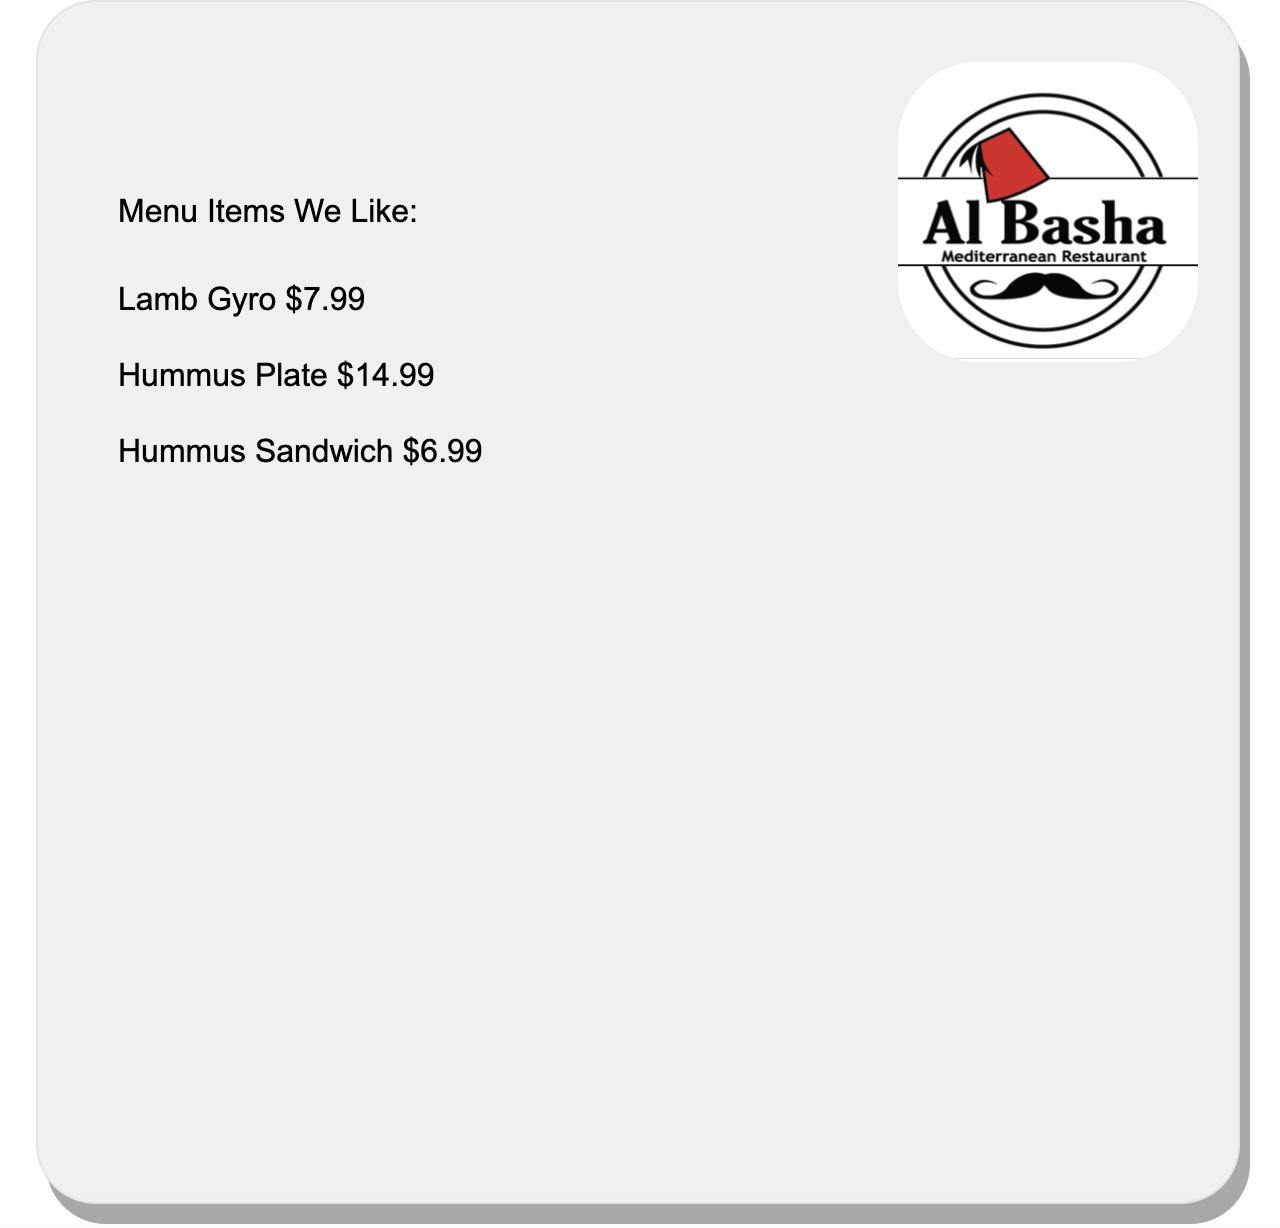 Menu Items We Like:
Lamb Gyro $7.99
Hummus Plate $14.99
Hummus Sandwich $6.99
Al Basha
Mediterranean Restaurant